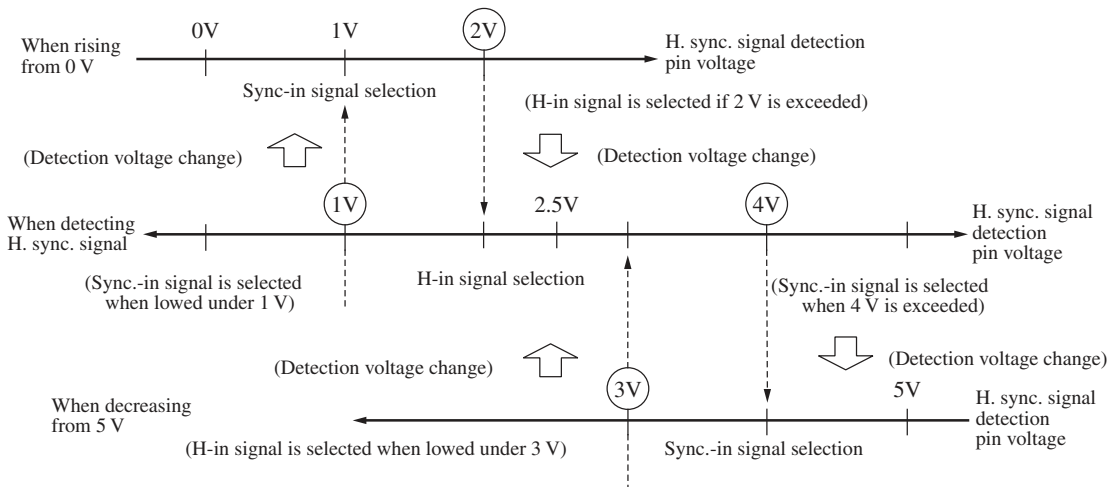 When rising
from 0 V
0V
1V
2V
H. sync. signal detection
pin voltage
Sync-in signal selection
(H-in signal is selected if 2 V is exceeded)
(Detection voltage change)
(Detection voltage change)
When detecting
H. sync. signal
1V
2.5V
4V
H. sync. signal
detection
pin voltage
(Sync.-in signal is selected
when lowed under 1 V)
H-in signal selection
(Sync.-in signal is selected
when 4 V is exceeded)
(Detection voltage change)
(Detection voltage change)
When decreasing
from 5 V
3V
5V
H. sync. signal
detection
pin voltage
(H-in signal is selected when lowed under 3 V)
Sync.-in signal selection